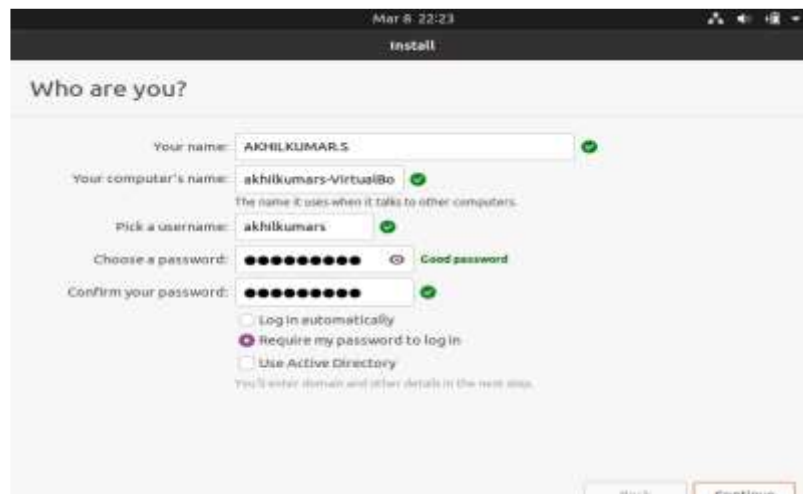 Mar 8 22:23
Install
Who are you?
Your name: AKHILKUMAR.S
Your computer's name: akhilkumars-VirtualBo
The name it uses when it talks to other computers.
Pick a username: akhilkumars
Choose a password: ●●●●●●●●● Good password
Confirm your password: ●●●●●●●●●
Log in automatically
Require my password to log in
Use Active Directory
You'll enter domain and other details in the next step.
Back Continue